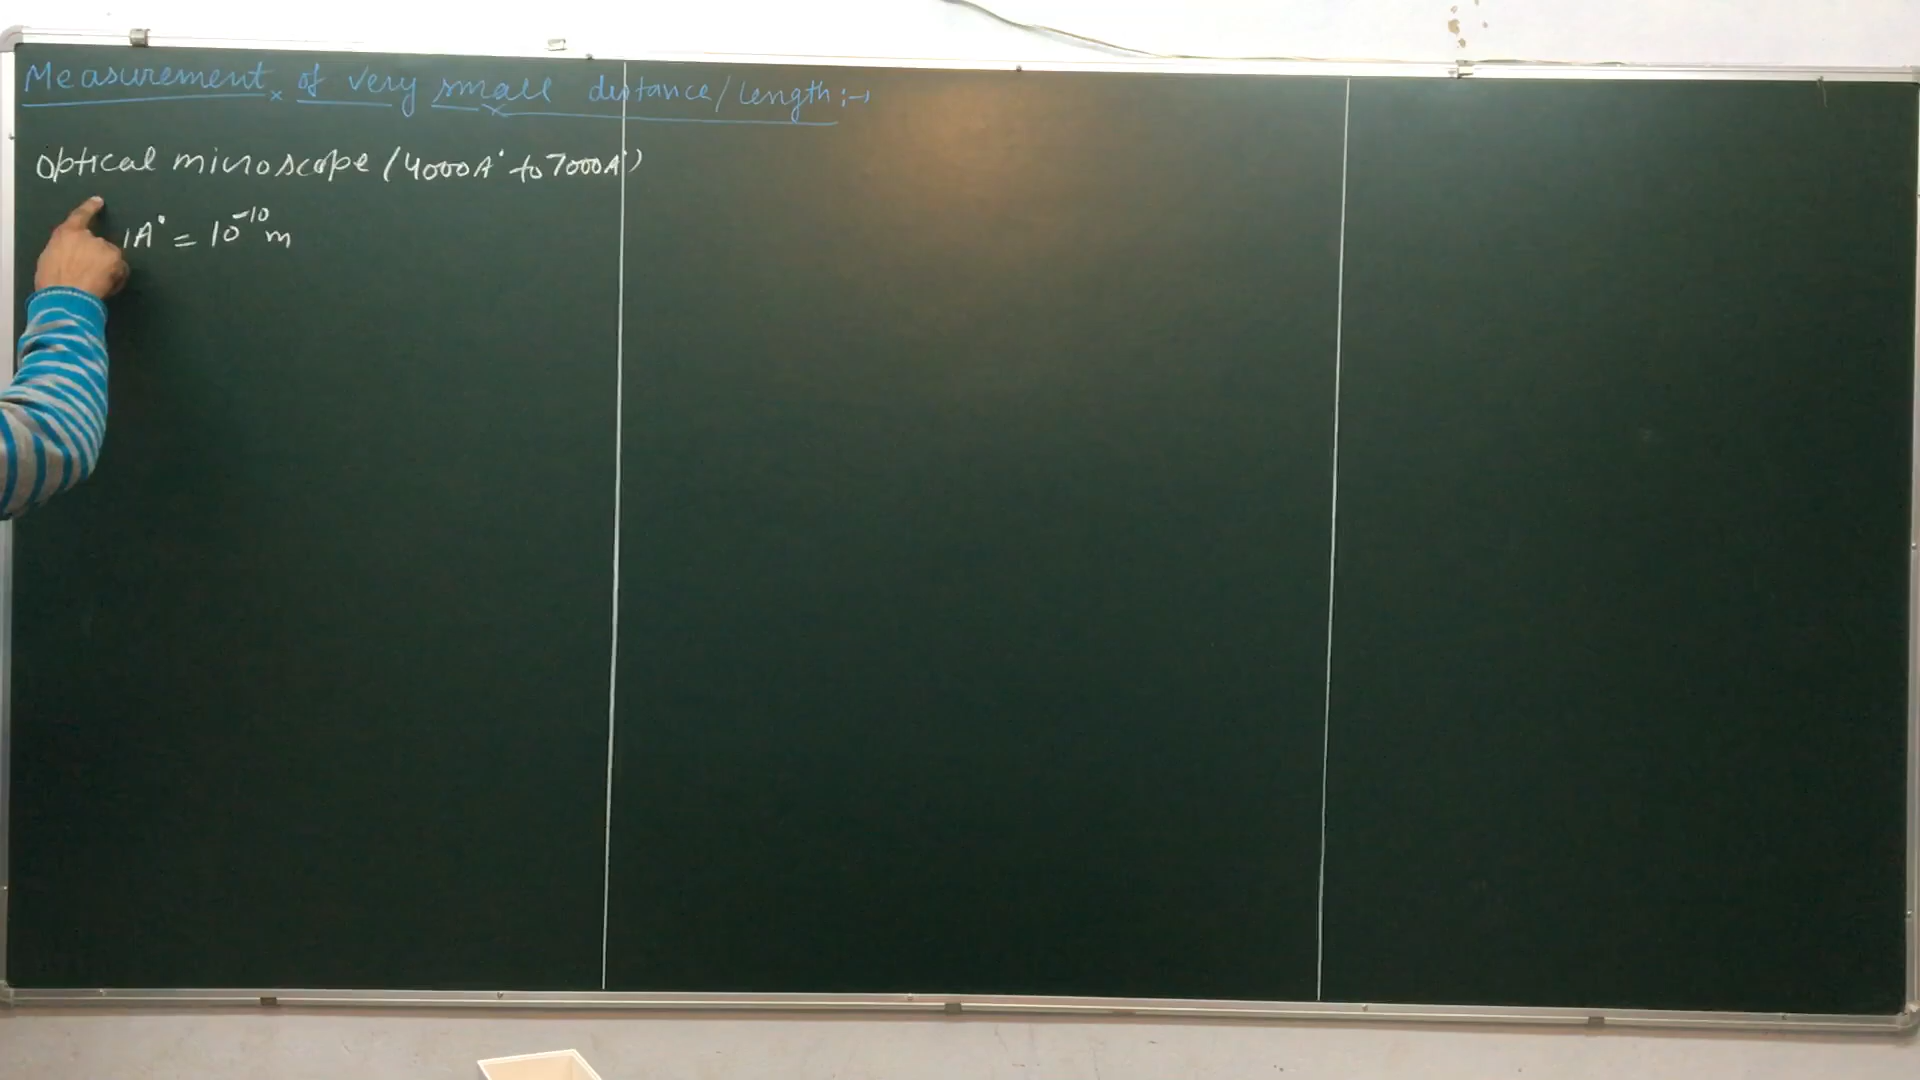 Measurement of very small distance/length:→
Optical microscope (4000A° to 7000A°)
1A° = 10⁻¹⁰ m